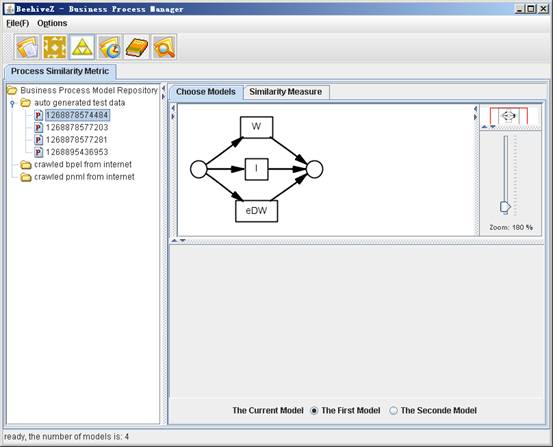 BeehiveZ - Business Process Manager
File(F) Options
Process Similarity Metric
Business Process Model Repository
auto generated test data
P 1268878574484
P 1268878577203
P 1268878577281
P 1268895436953
crawled bpel from internet
crawled pnml from internet
Choose Models Similarity Measure
W
I
eDW
Zoom: 180 %
The Current Model The First Model The Seconde Model
ready, the number of models is: 4